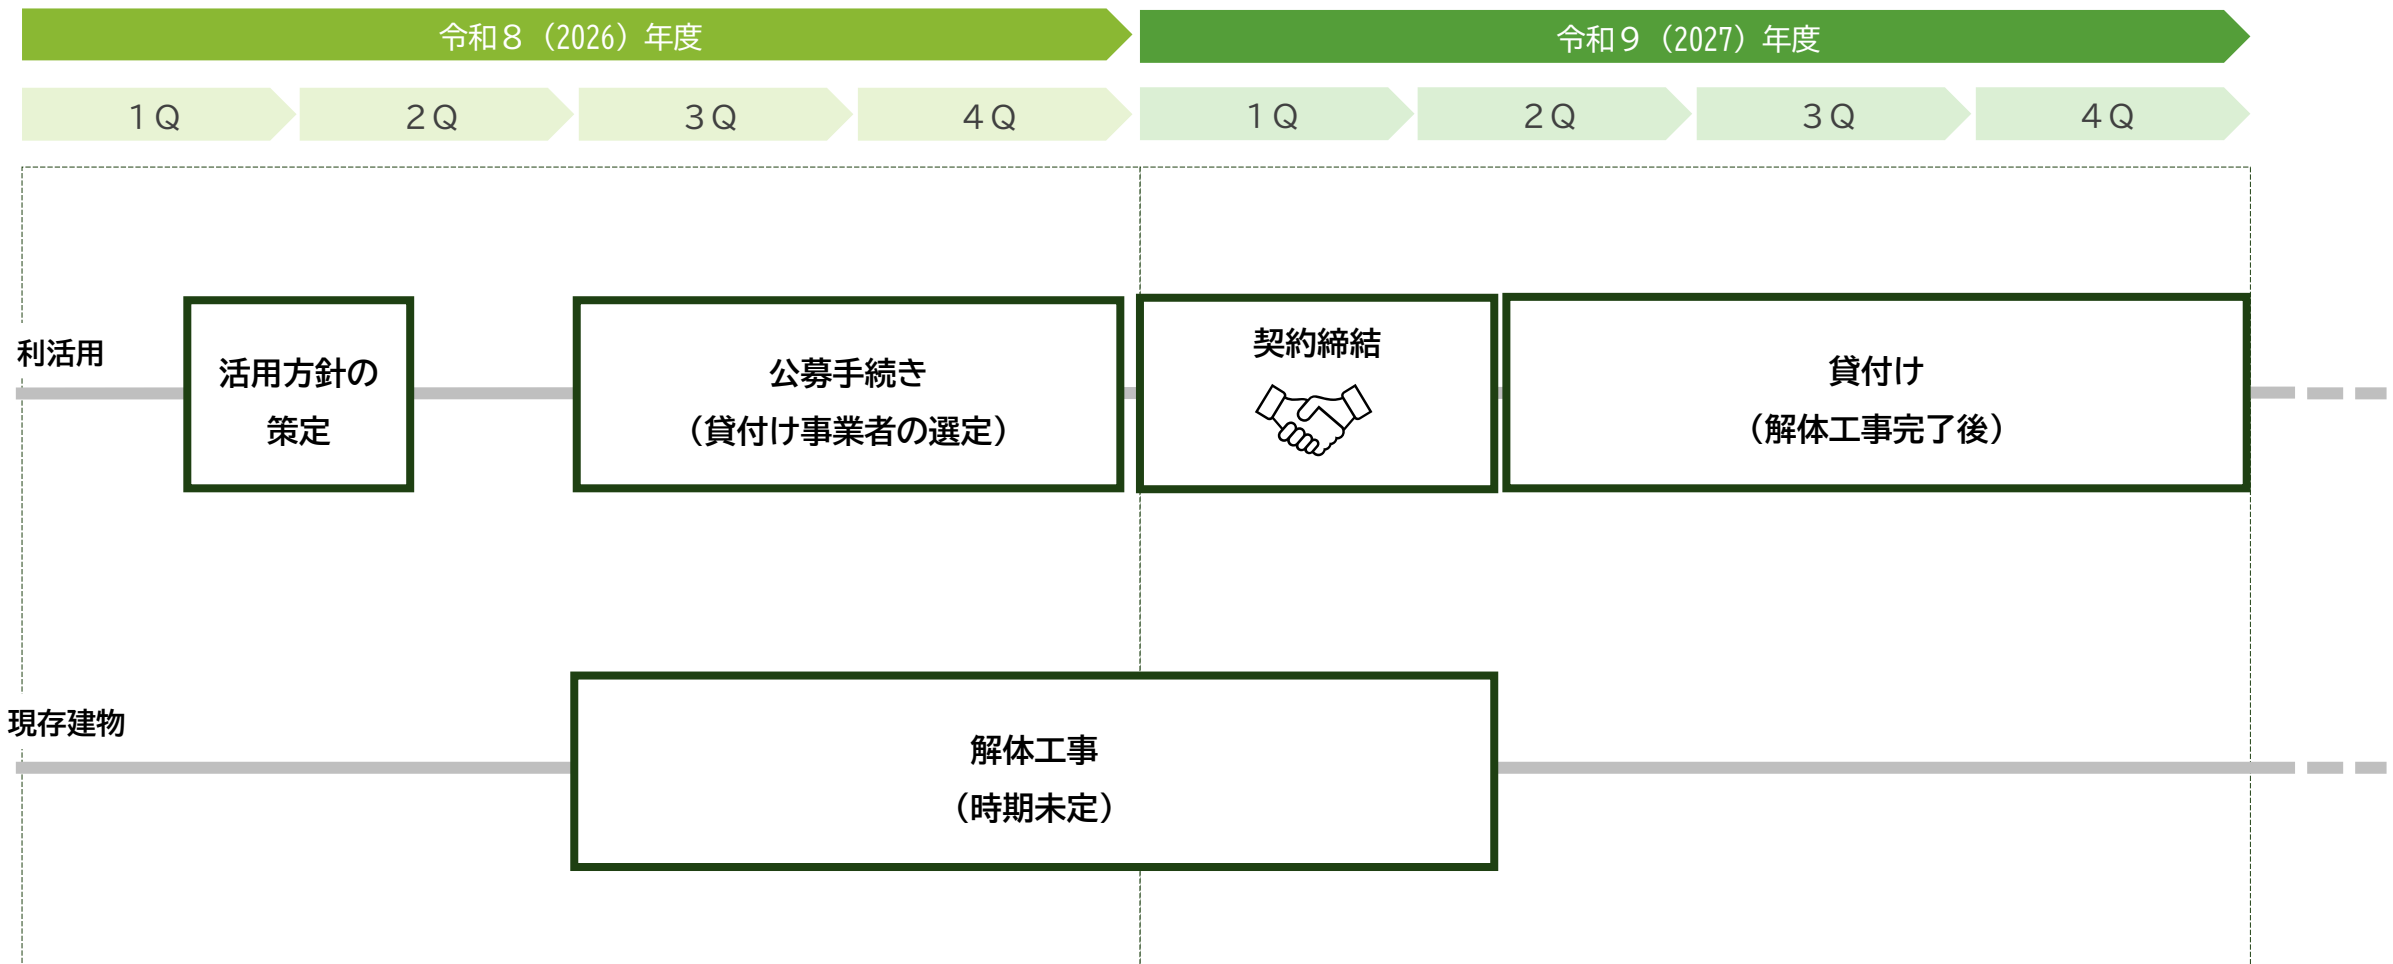 令和８（2026）年度
令和９（2027）年度
１Ｑ
２Ｑ
３Ｑ
４Ｑ
１Ｑ
２Ｑ
３Ｑ
４Ｑ
利活用
活用方針の
策定
公募手続き
（貸付け事業者の選定）
契約締結
貸付け
（解体工事完了後）
現存建物
解体工事
（時期未定）